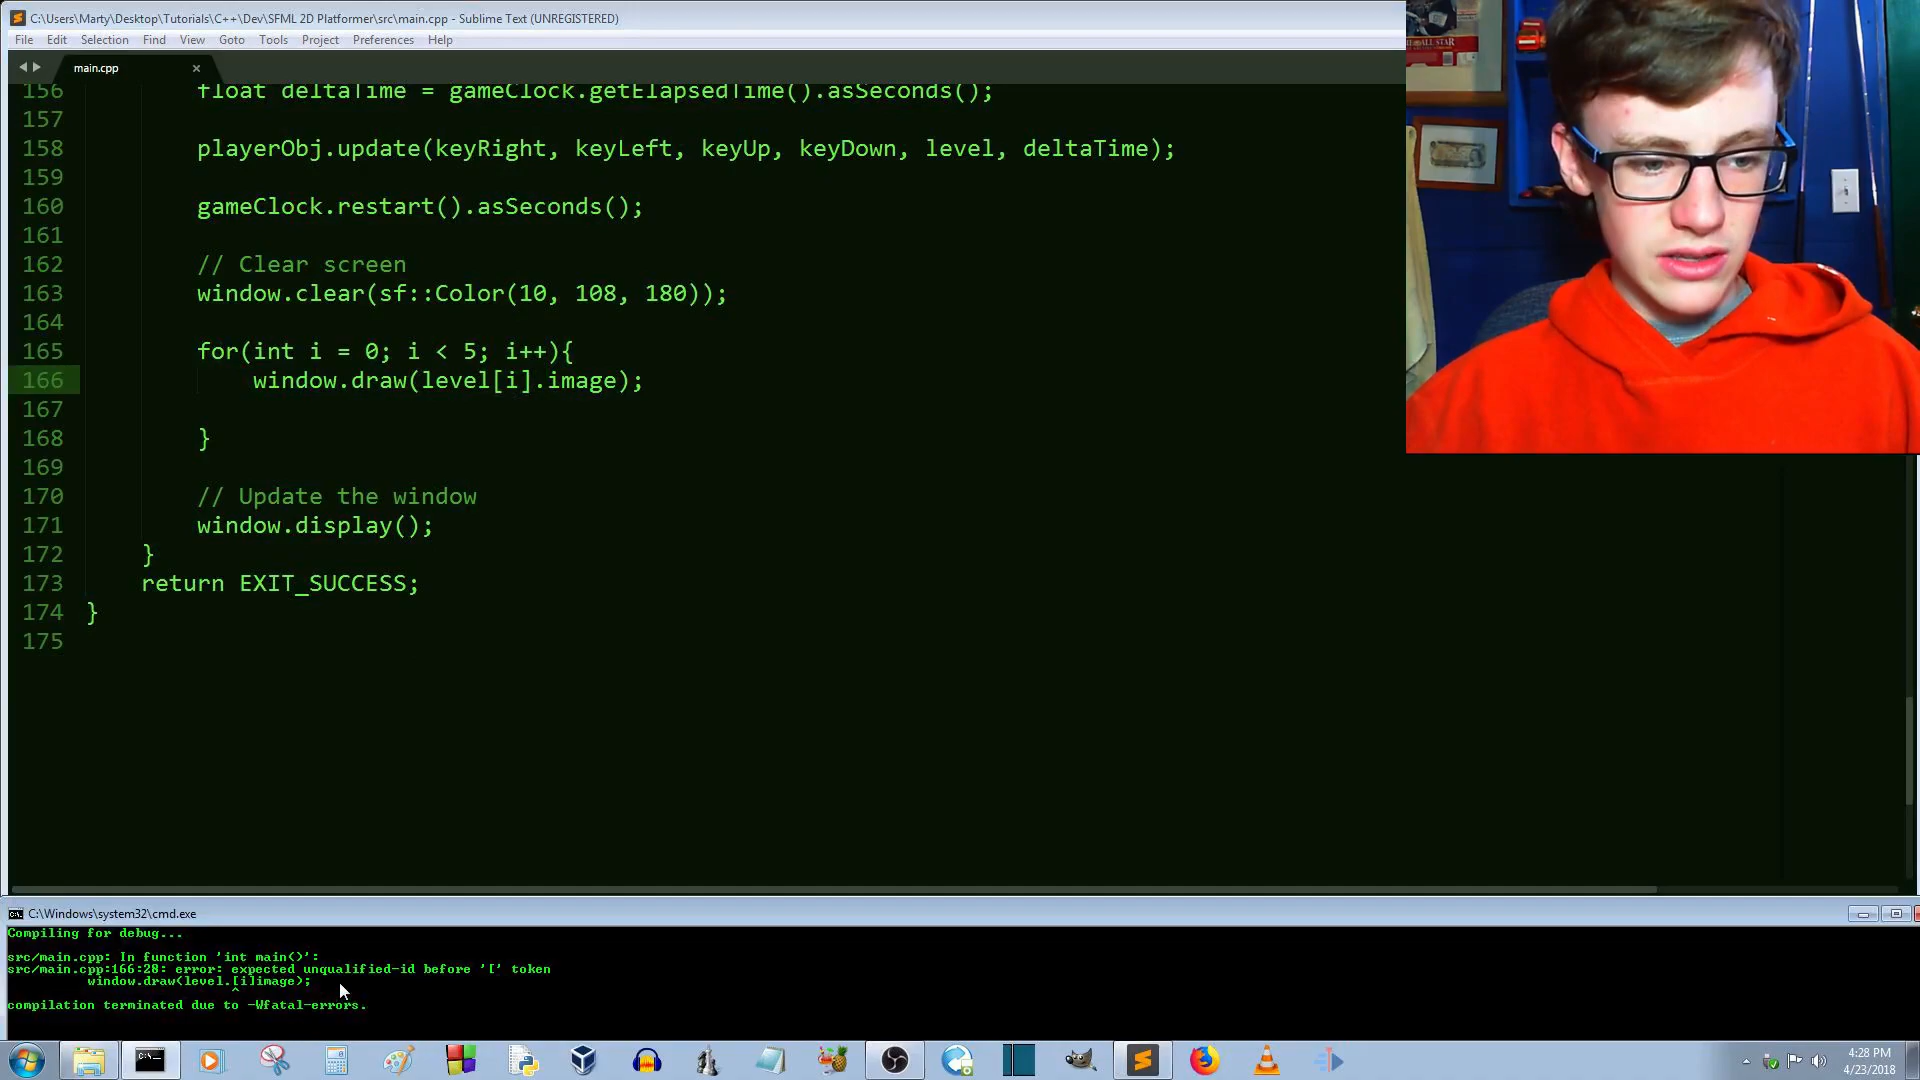 C:\Users\Marty\Desktop\Tutorials\C++\Dev\SFML 2D Platformer\src\main.cpp - Sublime Text (UNREGISTERED)
File Edit Selection Find View Goto Tools Project Preferences Help
main.cpp
156 float deltaTime = gameClock.getElapsedTime().asSeconds();
157
158 playerObj.update(keyRight, keyLeft, keyUp, keyDown, level, deltaTime);
159
160 gameClock.restart().asSeconds();
161
162 // Clear screen
163 window.clear(sf::Color(10, 108, 180));
164
165 for(int i = 0; i < 5; i++){
166 window.draw(level[i].image);
167
168 }
169
170 // Update the window
171 window.display();
172 }
173 return EXIT_SUCCESS;
174 }
175
ALL STAR
C:\Windows\system32\cmd.exe
Compiling for debug...
src/main.cpp: In function 'int main()':
src/main.cpp:166:28: error: expected unqualified-id before '[' token
window.draw(level.[i]image);
^
compilation terminated due to -Wfatal-errors.
4:28 PM
4/23/2018